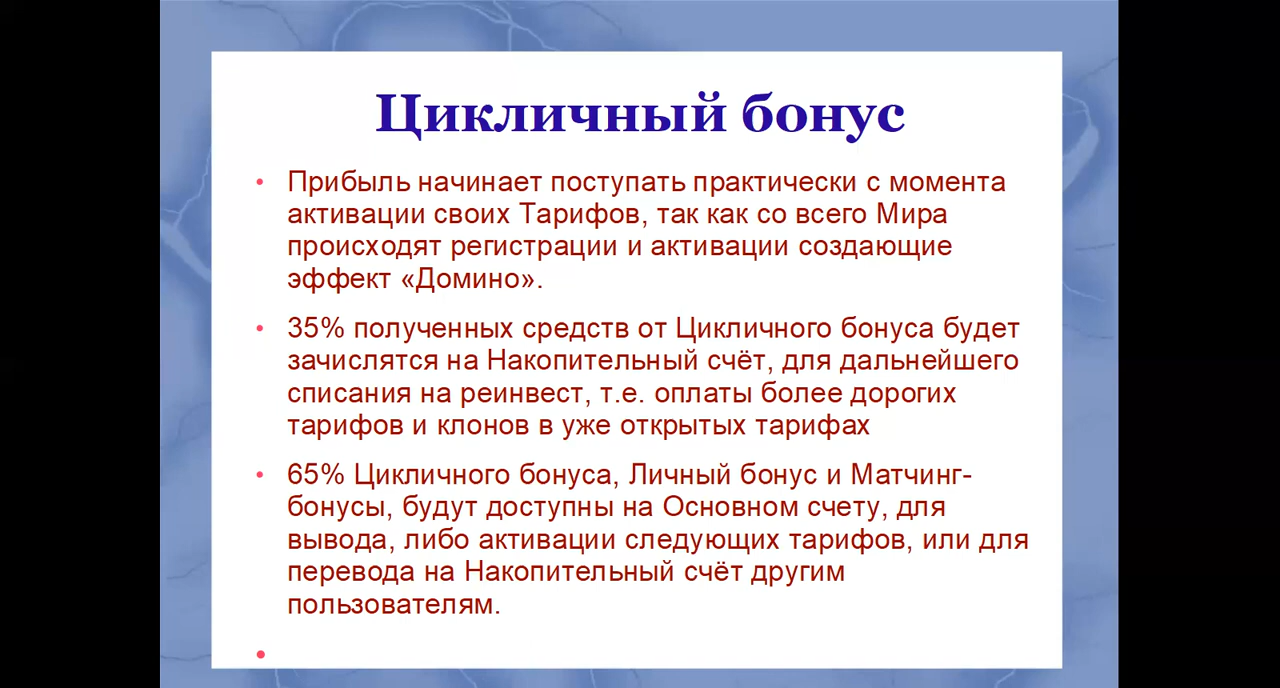 Цикличный бонус
• Прибыль начинает поступать практически с момента
активации своих Тарифов, так как со всего Мира
происходят регистрации и активации создающие
эффект «Домино».
• 35% полученных средств от Цикличного бонуса будет
зачислятся на Накопительный счёт, для дальнейшего
списания на реинвест, т.е. оплаты более дорогих
тарифов и клонов в уже открытых тарифах
• 65% Цикличного бонуса, Личный бонус и Матчинг-
бонусы, будут доступны на Основном счету, для
вывода, либо активации следующих тарифов, или для
перевода на Накопительный счёт другим
пользователям.
•